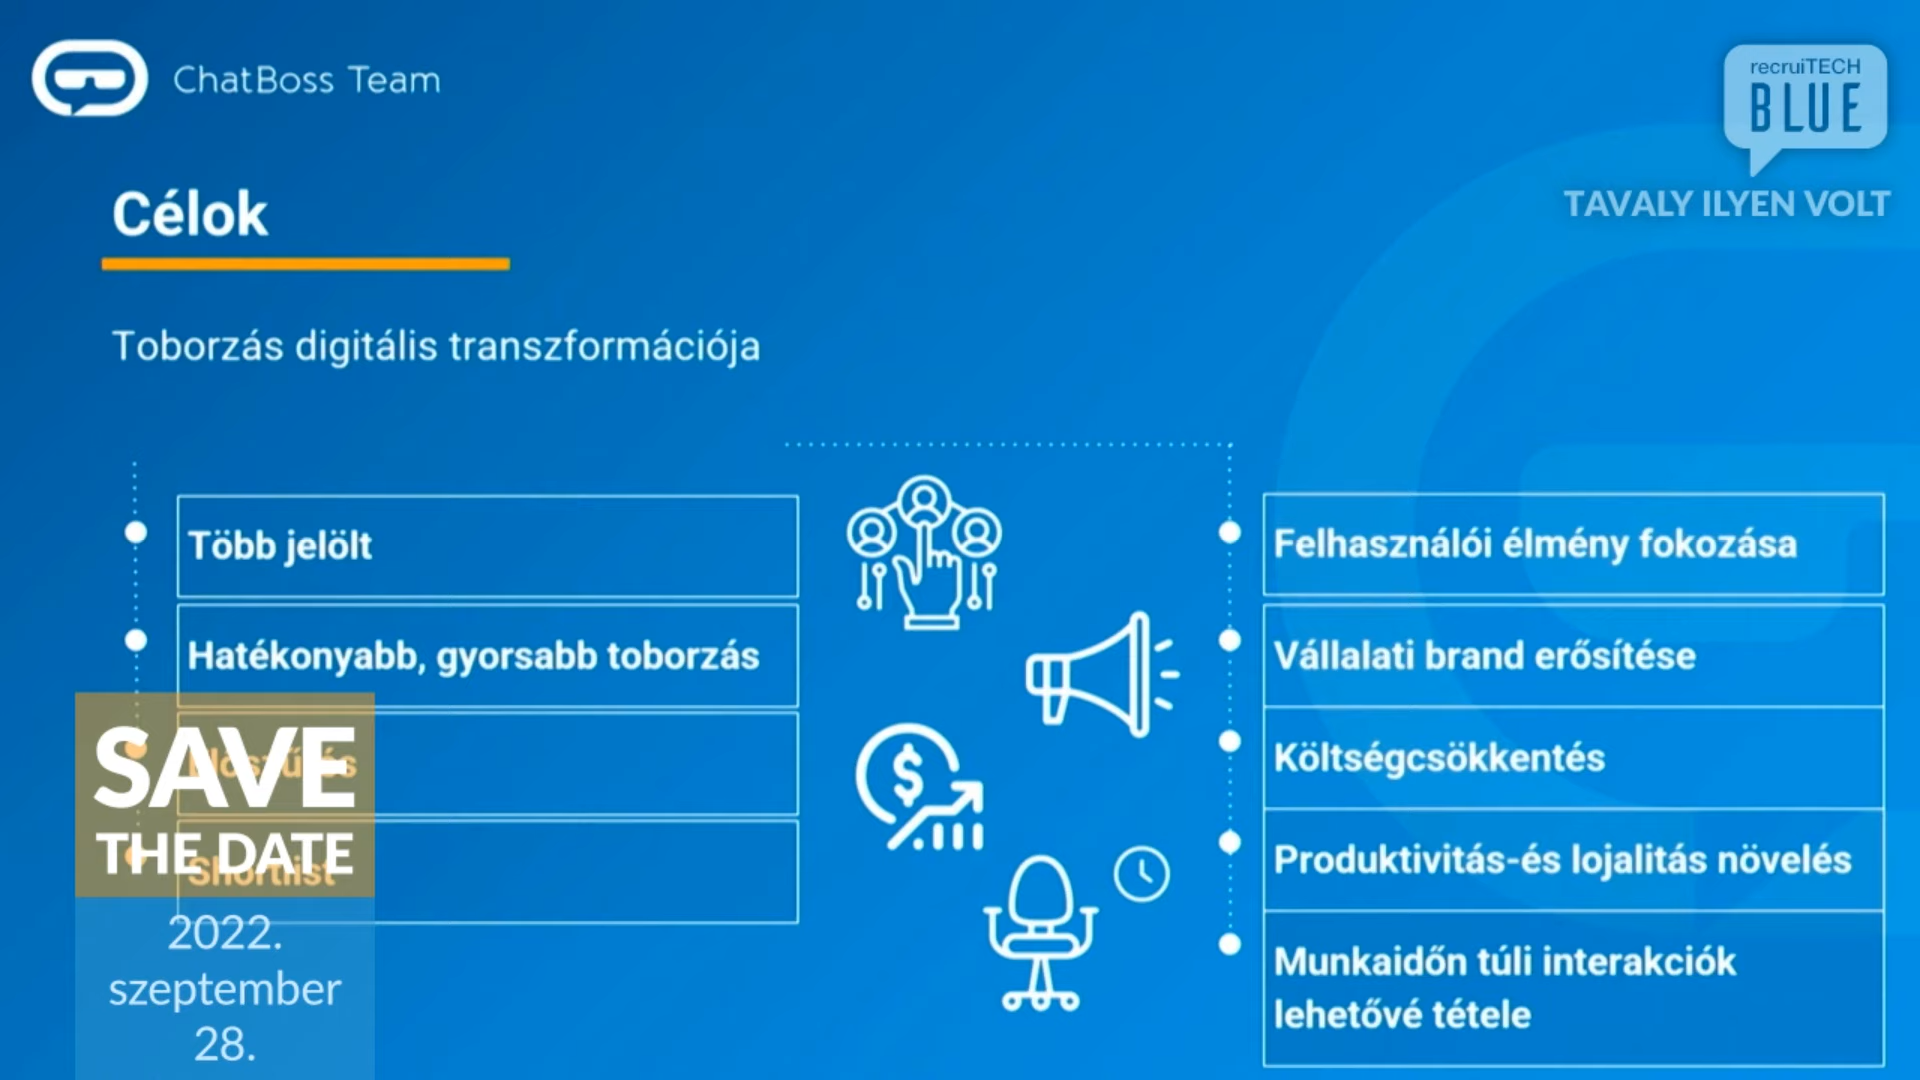 ChatBoss Team
recruiTECH
BLUE
TAVALY ILYEN VOLT
Célok
Toborzás digitális transzformációja
Több jelölt
Hatékonyabb, gyorsabb toborzás
Előszűrés
Shortlist
Felhasználói élmény fokozása
Vállalati brand erősítése
Költségcsökkentés
Produktivitás-és lojalitás növelés
Munkaidőn túli interakciók
lehetővé tétele
SAVE
THE DATE
2022.
szeptember
28.